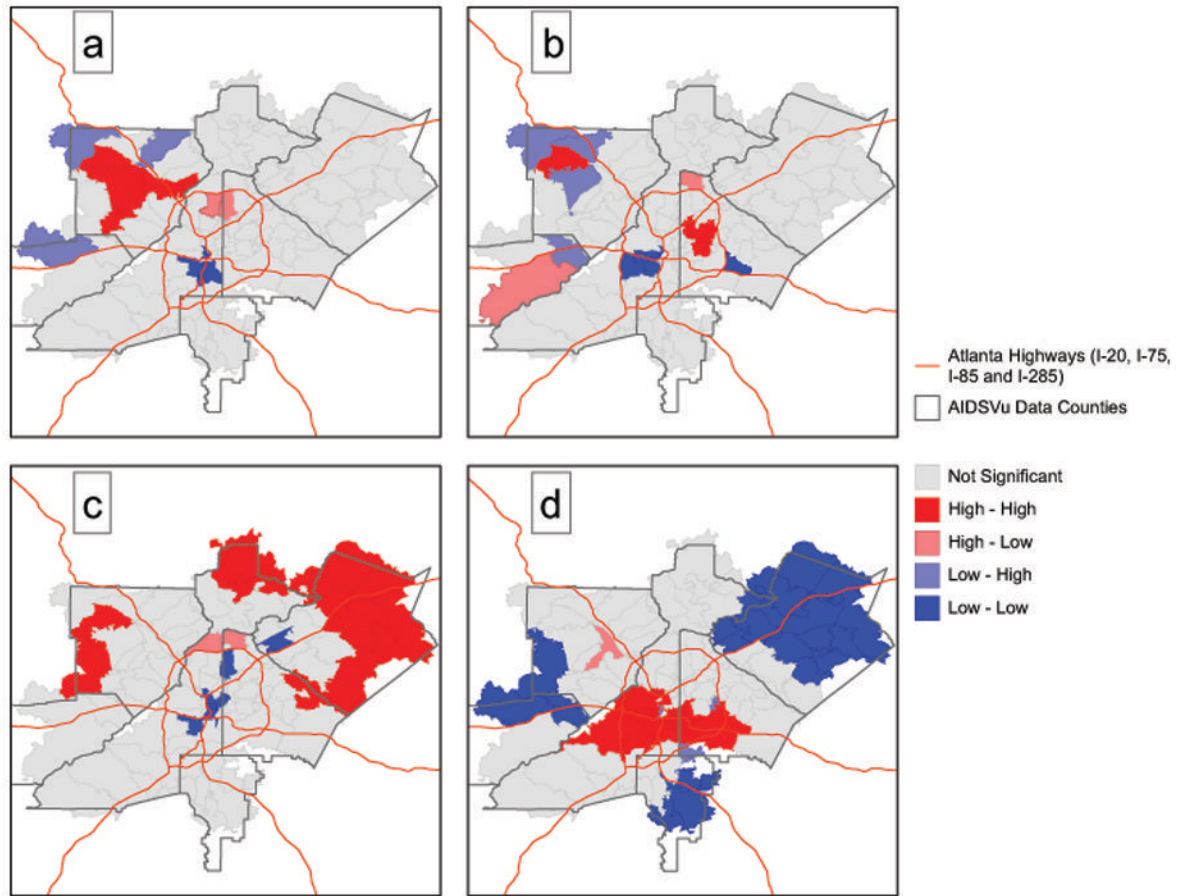 a
b
Atlanta Highways (I-20, I-75,
I-85 and I-285)
AIDSVu Data Counties
c
d
Not Significant
High - High
High - Low
Low - High
Low - Low